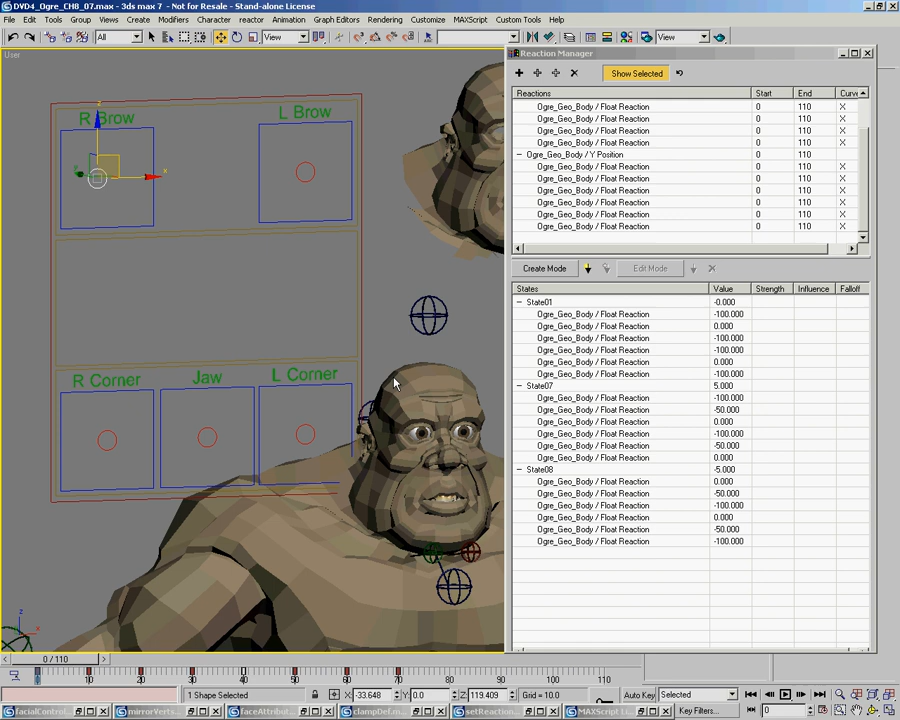 DVD4_Ogre_CH8_07.max - 3ds max 7 - Not for Resale - Stand-alone License
File Edit Tools Group Views Create Modifiers Character reactor Animation Graph Editors Rendering Customize MAXScript Custom Tools Help
All View View
User
R Brow L Brow
z
x
R Corner Jaw L Corner
z
x
Reaction Manager
Show Selected
Reactions Start End Curve
Ogre_Geo_Body / Float Reaction 0 110 X
Ogre_Geo_Body / Float Reaction 0 110 X
Ogre_Geo_Body / Float Reaction 0 110 X
Ogre_Geo_Body / Float Reaction 0 110 X
Ogre_Geo_Body / Y Position 0 110
Ogre_Geo_Body / Float Reaction 0 110 X
Ogre_Geo_Body / Float Reaction 0 110 X
Ogre_Geo_Body / Float Reaction 0 110 X
Ogre_Geo_Body / Float Reaction 0 110 X
Ogre_Geo_Body / Float Reaction 0 110 X
Ogre_Geo_Body / Float Reaction 0 110 X
Create Mode Edit Mode
States Value Strength Influence Falloff
State01 -0.000
Ogre_Geo_Body / Float Reaction -100.000
Ogre_Geo_Body / Float Reaction 0.000
Ogre_Geo_Body / Float Reaction -100.000
Ogre_Geo_Body / Float Reaction -100.000
Ogre_Geo_Body / Float Reaction 0.000
Ogre_Geo_Body / Float Reaction -100.000
State07 5.000
Ogre_Geo_Body / Float Reaction -100.000
Ogre_Geo_Body / Float Reaction -50.000
Ogre_Geo_Body / Float Reaction 0.000
Ogre_Geo_Body / Float Reaction -100.000
Ogre_Geo_Body / Float Reaction -50.000
Ogre_Geo_Body / Float Reaction 0.000
State08 -5.000
Ogre_Geo_Body / Float Reaction 0.000
Ogre_Geo_Body / Float Reaction -50.000
Ogre_Geo_Body / Float Reaction -100.000
Ogre_Geo_Body / Float Reaction 0.000
Ogre_Geo_Body / Float Reaction -50.000
Ogre_Geo_Body / Float Reaction -100.000
0 / 110
10 20 30 40 50 60 70 80 90 100 110
1 Shape Selected X: -33.648 Y: 0.0 Z: 119.409 Grid = 10.0 Auto Key Selected
facialControl... mirrorVerti... faceAttribut... clampDef.m... setReaction... MAXScript Li... Key Filters... 0